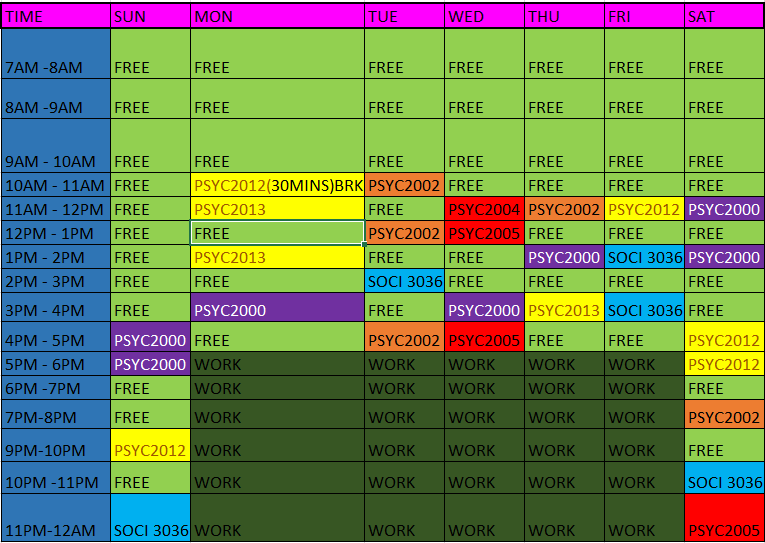 TIME SUN MON TUE WED THU FRI SAT
7AM -8AM FREE FREE FREE FREE FREE FREE FREE
8AM -9AM FREE FREE FREE FREE FREE FREE FREE
9AM - 10AM FREE FREE FREE FREE FREE FREE FREE
10AM - 11AM FREE PSYC2012(30MINS)BRK PSYC2002 FREE FREE FREE FREE
11AM - 12PM FREE PSYC2013 FREE PSYC2004 PSYC2002 PSYC2012 PSYC2000
12PM - 1PM FREE FREE PSYC2002 PSYC2005 FREE FREE FREE
1PM - 2PM FREE PSYC2013 FREE FREE PSYC2000 SOCI 3036 PSYC2000
2PM - 3PM FREE FREE SOCI 3036 FREE FREE FREE FREE
3PM - 4PM FREE PSYC2000 FREE PSYC2000 PSYC2013 SOCI 3036 FREE
4PM - 5PM PSYC2000 FREE PSYC2002 PSYC2005 FREE FREE PSYC2012
5PM - 6PM PSYC2000 WORK WORK WORK WORK WORK PSYC2012
6PM -7PM FREE WORK WORK WORK WORK WORK FREE
7PM-8PM FREE WORK WORK WORK WORK WORK PSYC2002
9PM-10PM PSYC2012 WORK WORK WORK WORK WORK FREE
10PM -11PM FREE WORK WORK WORK WORK WORK SOCI 3036
11PM-12AM SOCI 3036 WORK WORK WORK WORK WORK PSYC2005